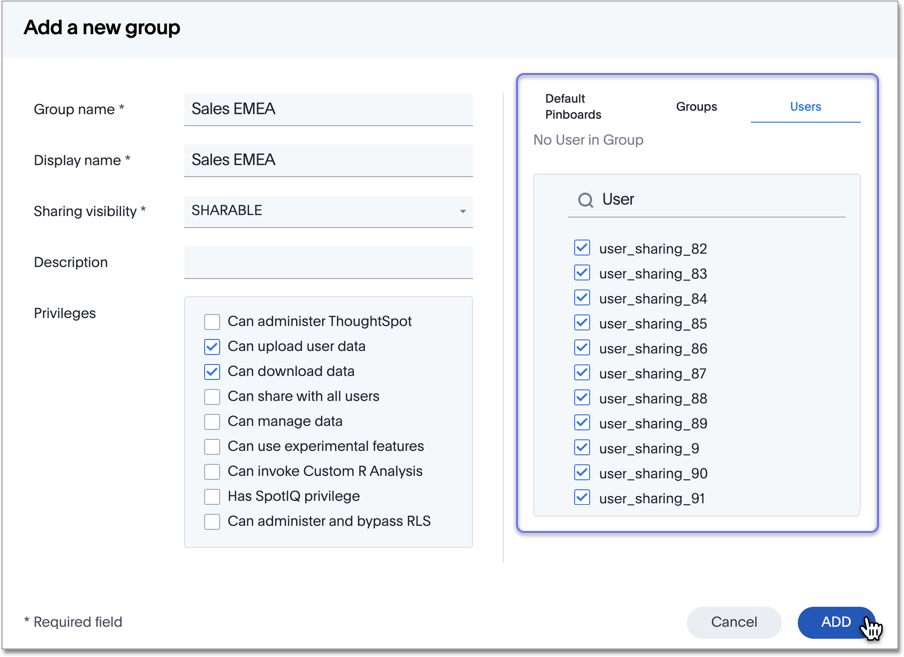 Add a new group
Group name *
Sales EMEA
Display name *
Sales EMEA
Sharing visibility *
SHARABLE
Description
Privileges
Can administer ThoughtSpot
Can upload user data
Can download data
Can share with all users
Can manage data
Can use experimental features
Can invoke Custom R Analysis
Has SpotIQ privilege
Can administer and bypass RLS
Default
Pinboards
Groups
Users
No User in Group
User
user_sharing_82
user_sharing_83
user_sharing_84
user_sharing_85
user_sharing_86
user_sharing_87
user_sharing_88
user_sharing_89
user_sharing_9
user_sharing_90
user_sharing_91
* Required field
Cancel
ADD